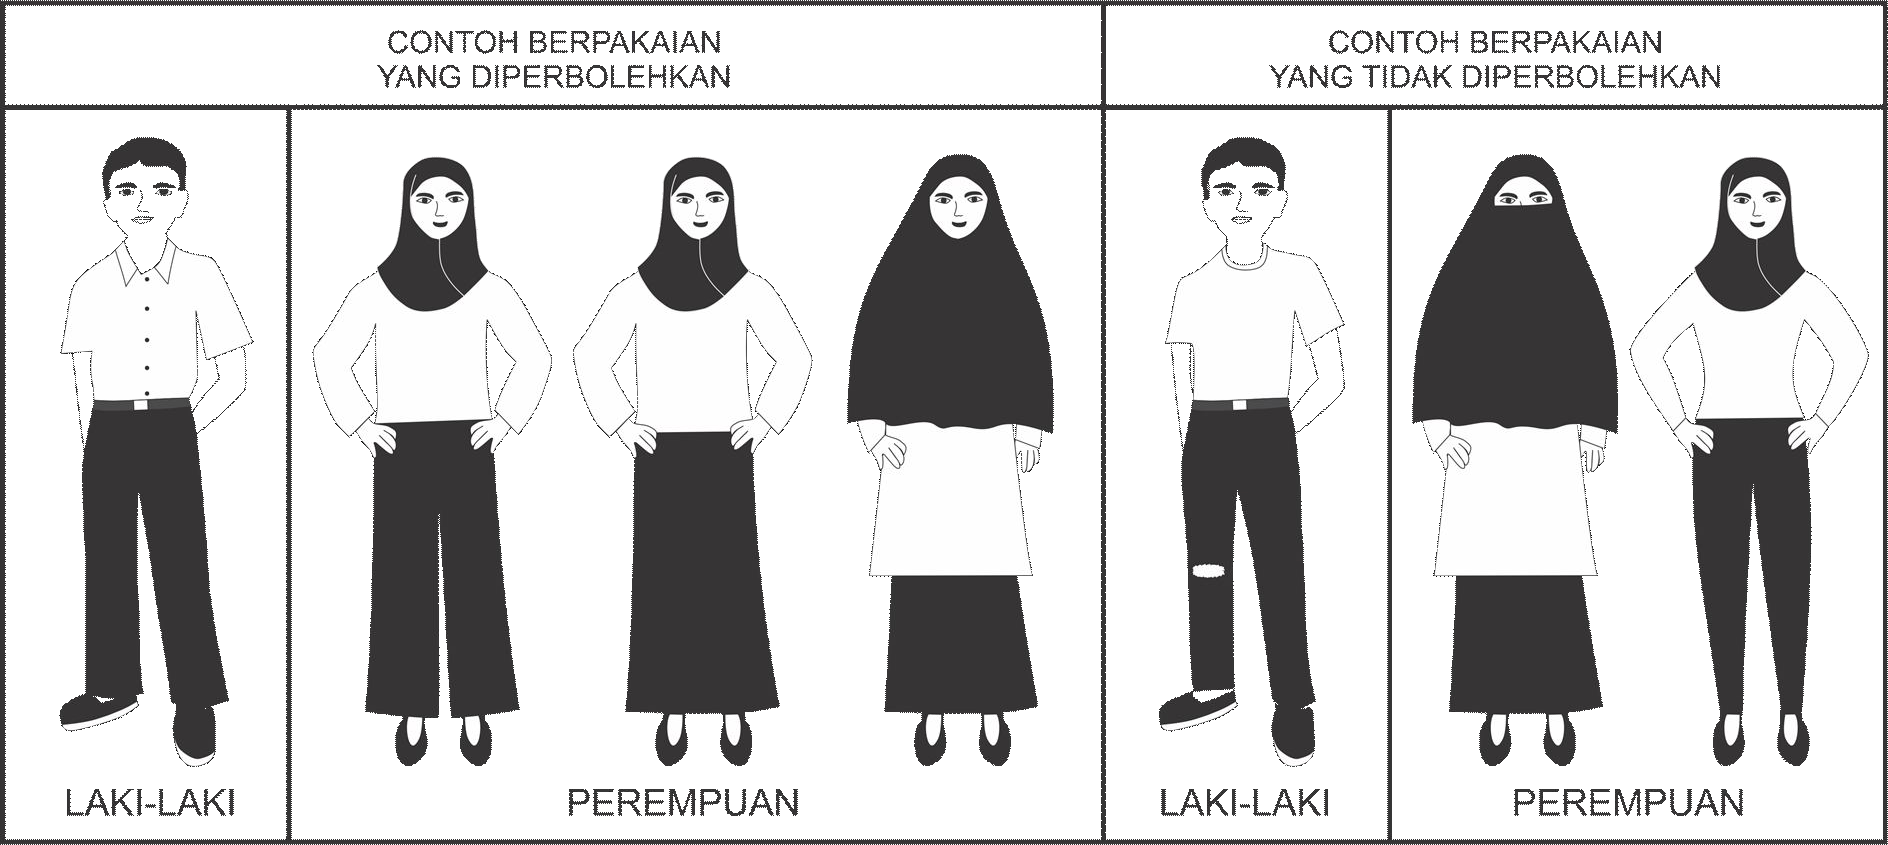 CONTOH BERPAKAIAN
YANG DIPERBOLEHKAN
CONTOH BERPAKAIAN
YANG TIDAK DIPERBOLEHKAN
LAKI-LAKI
PEREMPUAN
LAKI-LAKI
PEREMPUAN